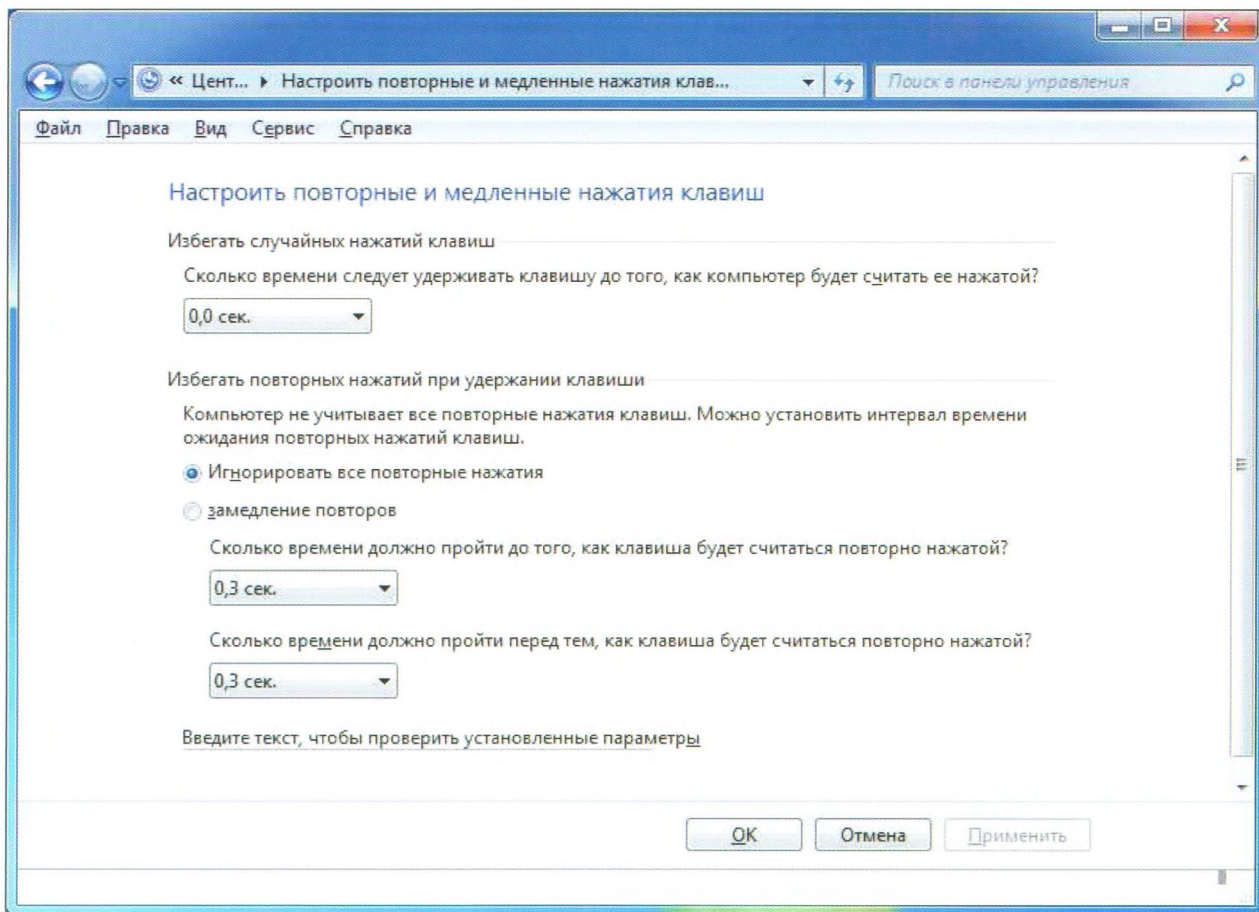 « Цент... ▸ Настроить повторные и медленные нажатия клав...
Поиск в панели управления
Файл Правка Вид Сервис Справка
Настроить повторные и медленные нажатия клавиш
Избегать случайных нажатий клавиш
Сколько времени следует удерживать клавишу до того, как компьютер будет считать ее нажатой?
0,0 сек.
Избегать повторных нажатий при удержании клавиши
Компьютер не учитывает все повторные нажатия клавиш. Можно установить интервал времени
ожидания повторных нажатий клавиш.
Игнорировать все повторные нажатия
замедление повторов
Сколько времени должно пройти до того, как клавиша будет считаться повторно нажатой?
0,3 сек.
Сколько времени должно пройти перед тем, как клавиша будет считаться повторно нажатой?
0,3 сек.
Введите текст, чтобы проверить установленные параметры
OK Отмена Применить